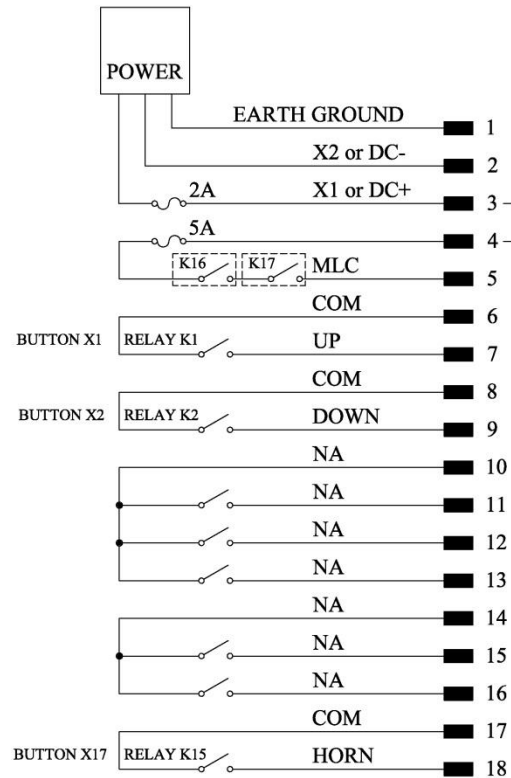 POWER
EARTH GROUND 1
X2 or DC- 2
2A X1 or DC+ 3
5A 4
K16 K17 MLC 5
COM 6
BUTTON X1 RELAY K1 UP 7
COM 8
BUTTON X2 RELAY K2 DOWN 9
NA 10
NA 11
NA 12
NA 13
NA 14
NA 15
NA 16
COM 17
BUTTON X17 RELAY K15 HORN 18